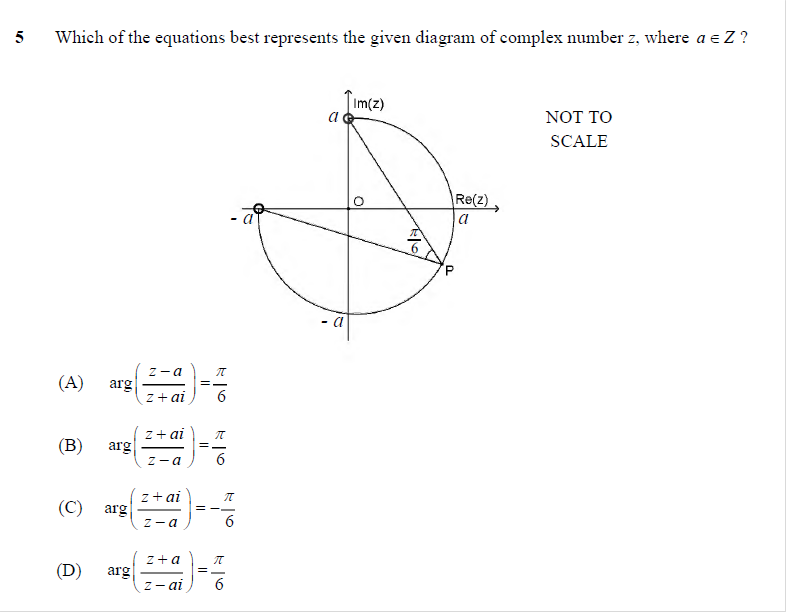 5 Which of the equations best represents the given diagram of complex number z, where a ∈ Z ?
Im(z)
a
NOT TO
SCALE
O
Re(z)
- a
a
π/6
P
- a
(A) arg((z − a)/(z + ai)) = π/6
(B) arg((z + ai)/(z − a)) = π/6
(C) arg((z + ai)/(z − a)) = −π/6
(D) arg((z + a)/(z − ai)) = π/6